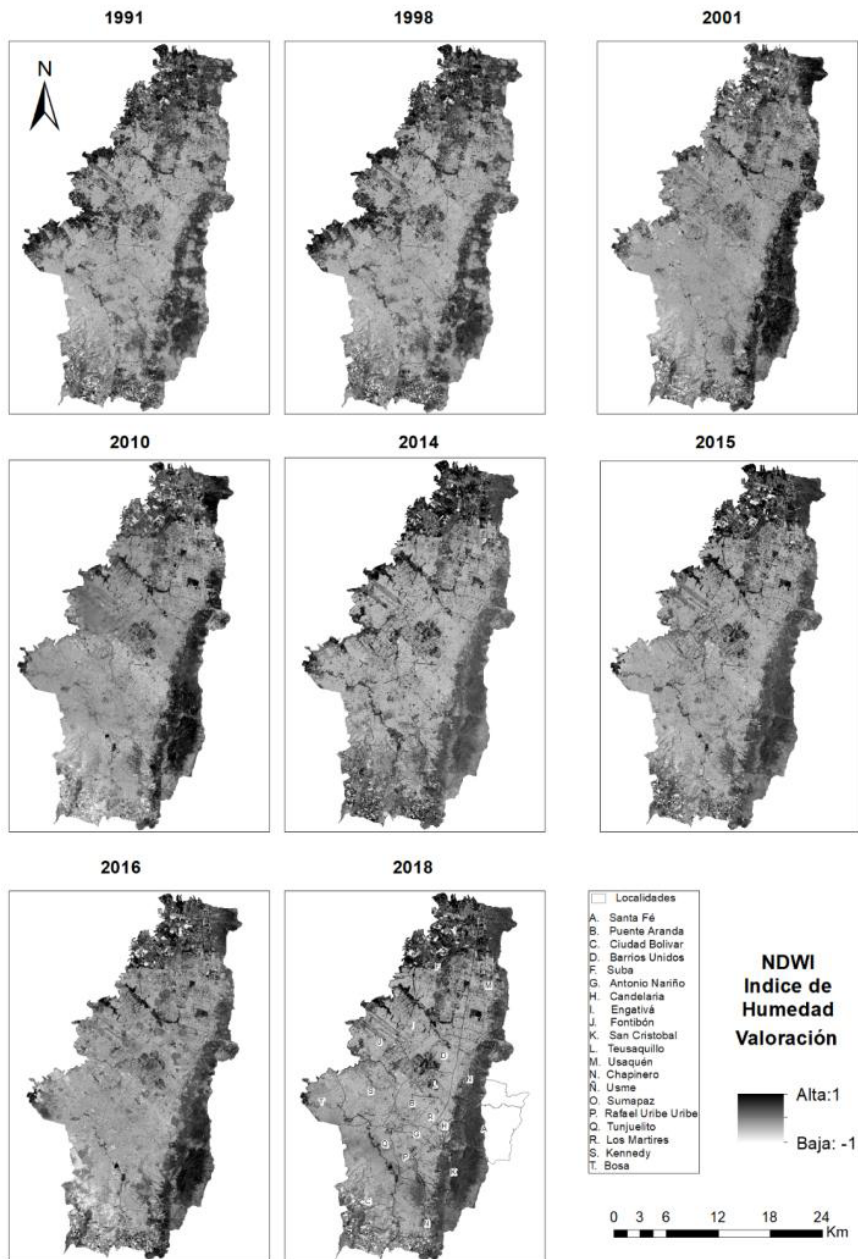 1991
1998
2001
N
2010
2014
2015
2016
2018
Localidades
A. Santa Fé
B. Puente Aranda
C. Ciudad Bolivar
D. Barrios Unidos
F. Suba
G. Antonio Nariño
H. Candelaria
I. Engativá
J. Fontibón
K. San Cristobal
L. Teusaquillo
M. Usaquén
N. Chapinero
Ñ. Usme
O. Sumapaz
P. Rafael Uribe Uribe
Q. Tunjuelito
R. Los Martires
S. Kennedy
T. Bosa
NDWI
Indice de
Humedad
Valoración
Alta:1
Baja: -1
0 3 6 12 18 24
Km
F
M
I
J
D
N
L
S
B
T
R
H
A
G
Q
P
K
C
Ñ